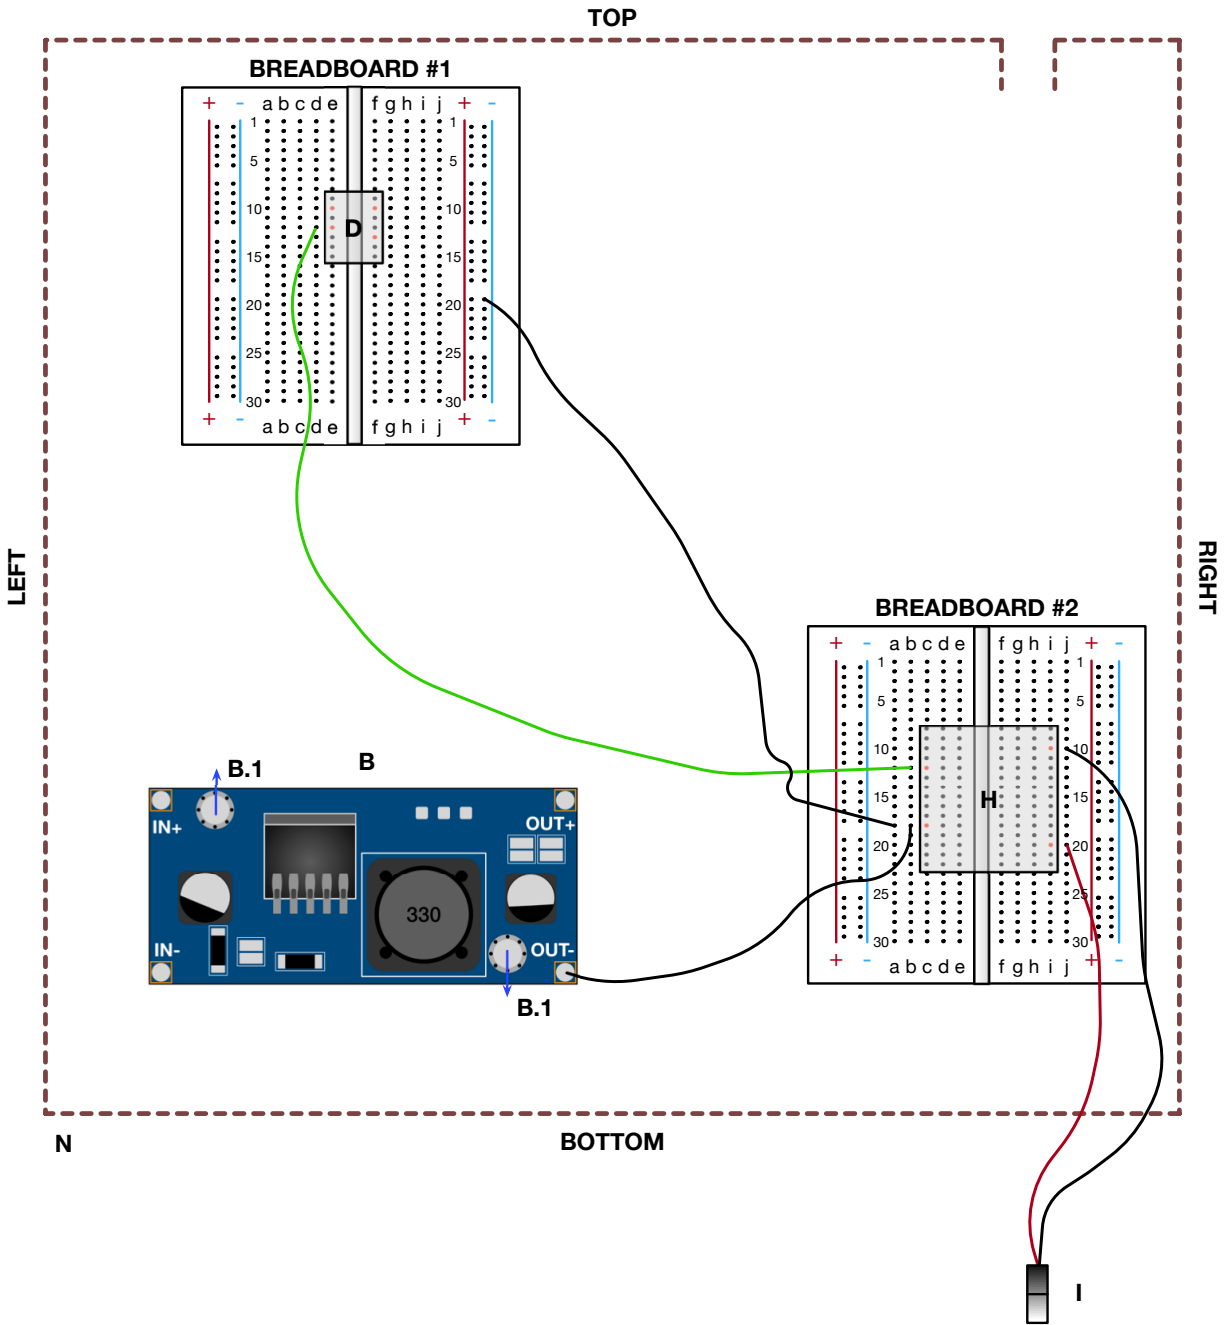 TOP
BREADBOARD #1
+ - a b c d e f g h i j + -
1 1
5 5
10 10
D
15 15
20 20
25 25
30 30
+ - a b c d e f g h i j + -
LEFT
RIGHT
BREADBOARD #2
+ - a b c d e f g h i j + -
1 1
5 5
10 10
15 H 15
20 20
25 25
30 30
+ - a b c d e f g h i j + -
B.1 B
IN+ OUT+
330
IN- OUT-
B.1
N BOTTOM
I